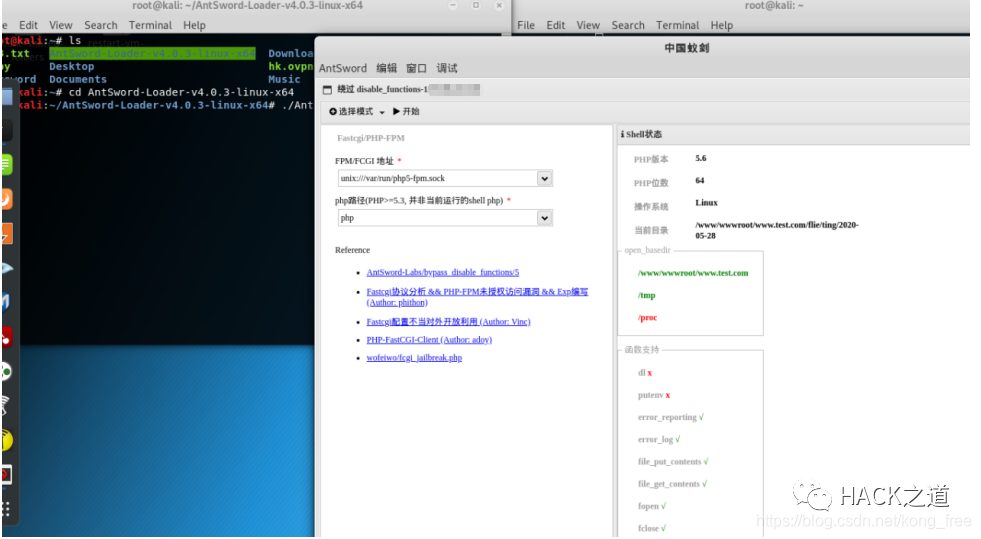 root@kali: ~/AntSword-Loader-v4.0.3-linux-x64
e Edit View Search Terminal Help
t@kali:~# ls
.txt AntSword-Loader-v4.0.3-linux-x64 Downloa
py Desktop hk.ovpn
sword Documents Music
kali:~# cd AntSword-Loader-v4.0.3-linux-x64
kali:~/AntSword-Loader-v4.0.3-linux-x64# ./Ant
root@kali: ~
File Edit View Search Terminal Help
中国蚁剑
AntSword 编辑 窗口 调试
绕过 disable_functions-1
选择模式 开始
Fastcgi/PHP-FPM
FPM/FCGI 地址 *
unix:///var/run/php5-fpm.sock
php路径(PHP>=5.3, 并非当前运行的shell php) *
php
Reference
AntSword-Labs/bypass_disable_functions/5
Fastcgi协议分析 && PHP-FPM未授权访问漏洞 && Exp编写
(Author: phithon)
Fastcgi配置不当对外开放利用 (Author: Vinc)
PHP-FastCGI-Client (Author: adoy)
wofeiwo/fcgi_jailbreak.php
Shell状态
PHP版本 5.6
PHP位数 64
操作系统 Linux
当前目录 /www/wwwroot/www.test.com/flie/ting/2020-
05-28
open_basedir
/www/wwwroot/www.test.com
/tmp
/proc
函数支持
dl x
putenv x
error_reporting √
error_log √
file_put_contents √
file_get_contents √
fopen √
fclose √
HACK之道
https://blog.csdn.net/kong_free